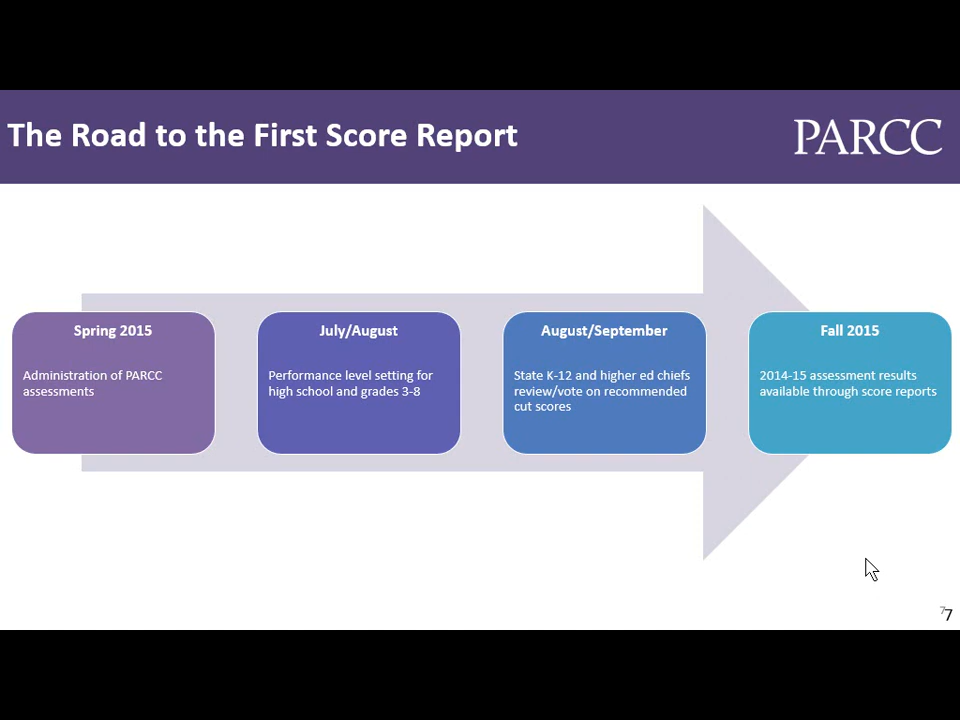 The Road to the First Score Report
PARCC
Spring 2015
Administration of PARCC
assessments
July/August
Performance level setting for
high school and grades 3-8
August/September
State K-12 and higher ed chiefs
review/vote on recommended
cut scores
Fall 2015
2014-15 assessment results
available through score reports
7
7